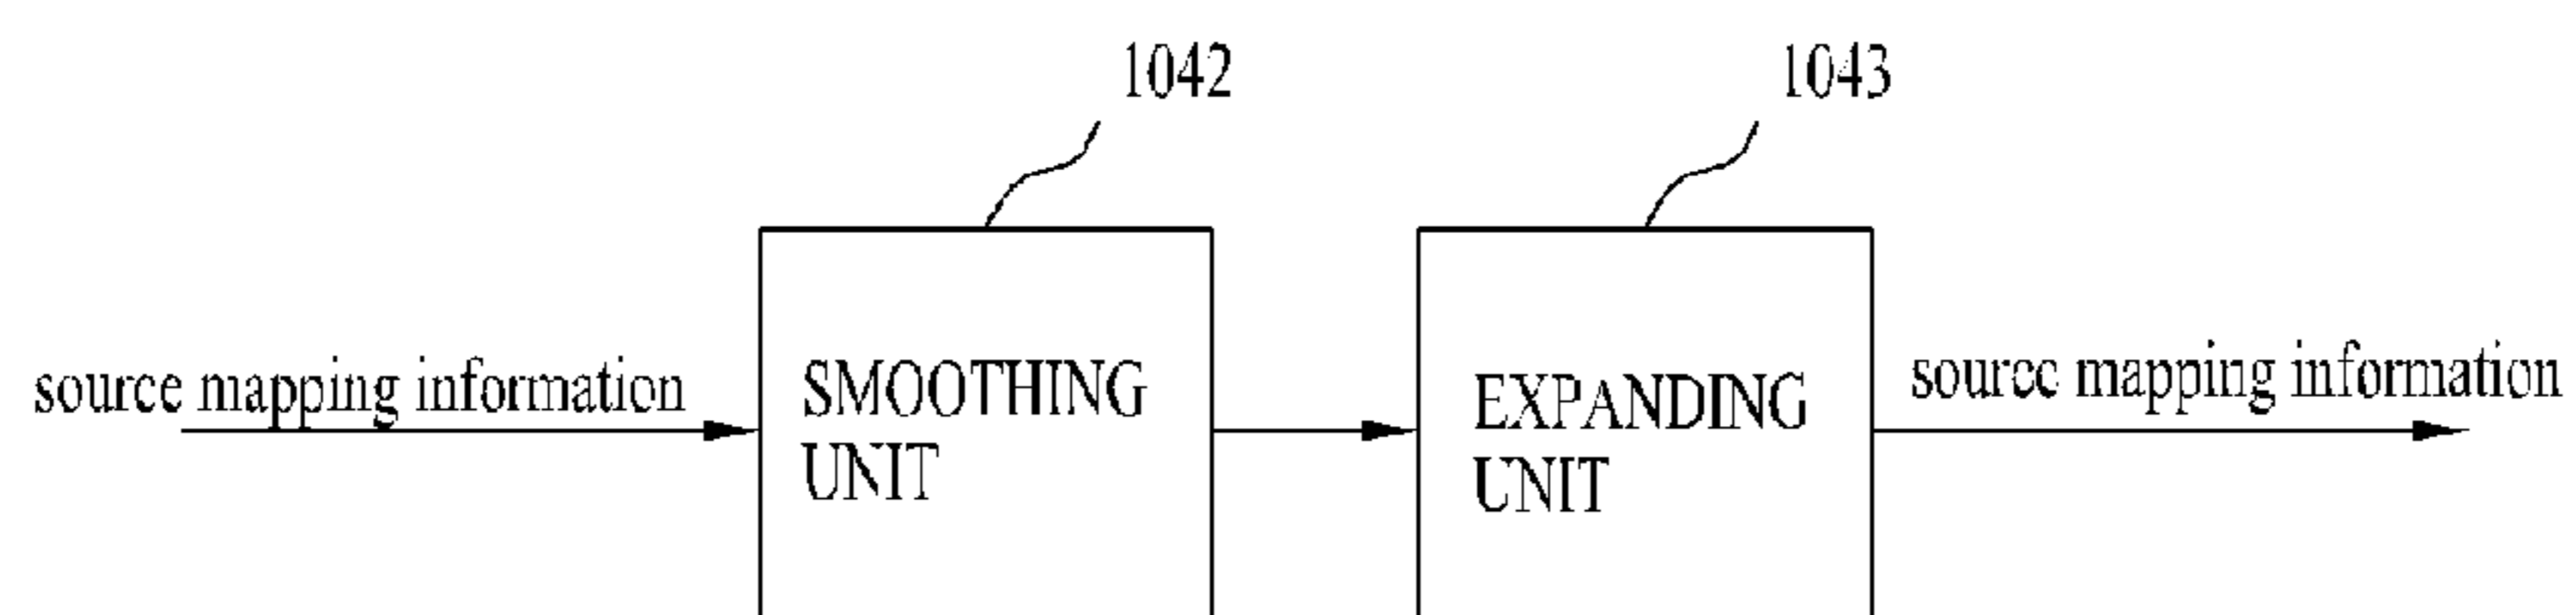 1042
1043
source mapping information
SMOOTHING
UNIT
EXPANDING
UNIT
source mapping information